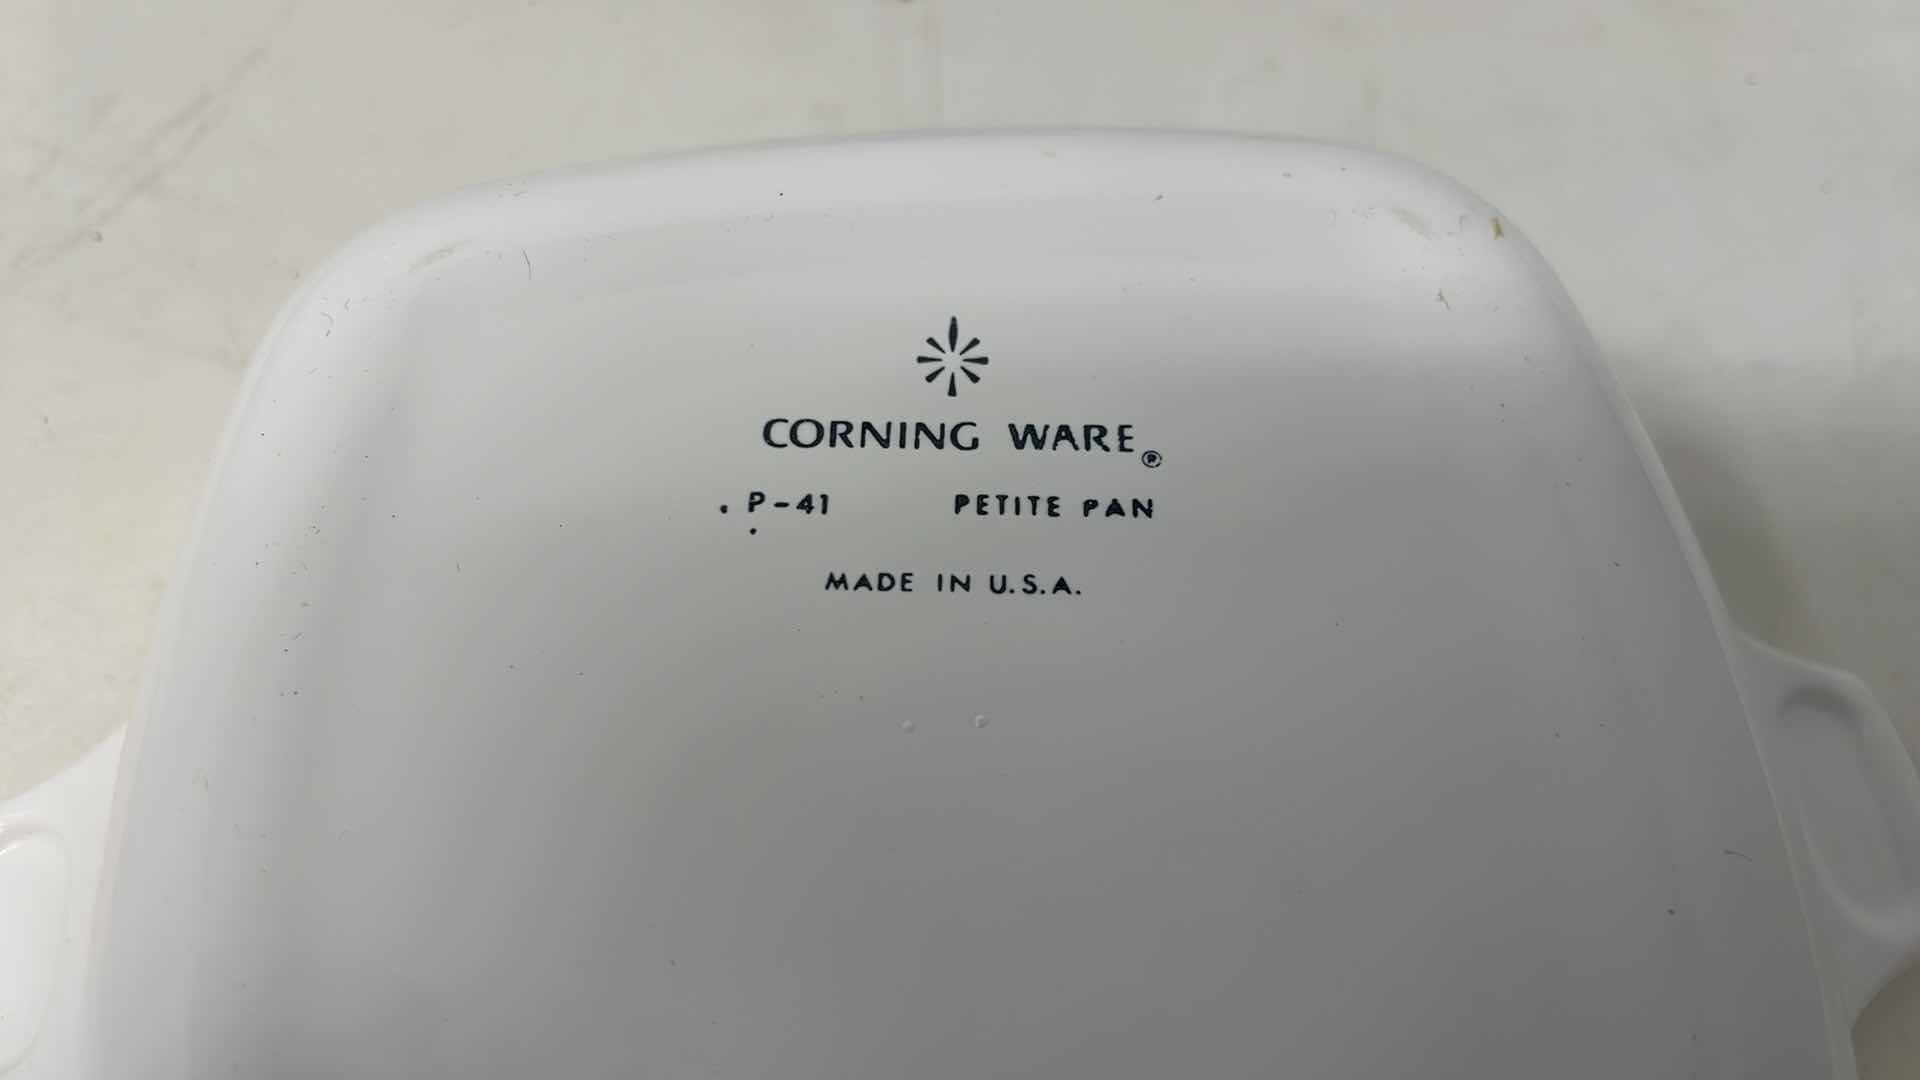 CORNING WARE®
P-41 PETITE PAN
MADE IN U.S.A.